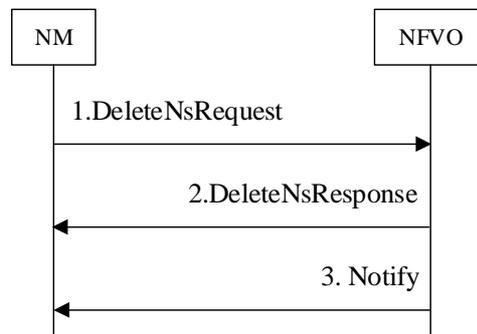 NM
NFVO
1.DeleteNsRequest
2.DeleteNsResponse
3. Notify